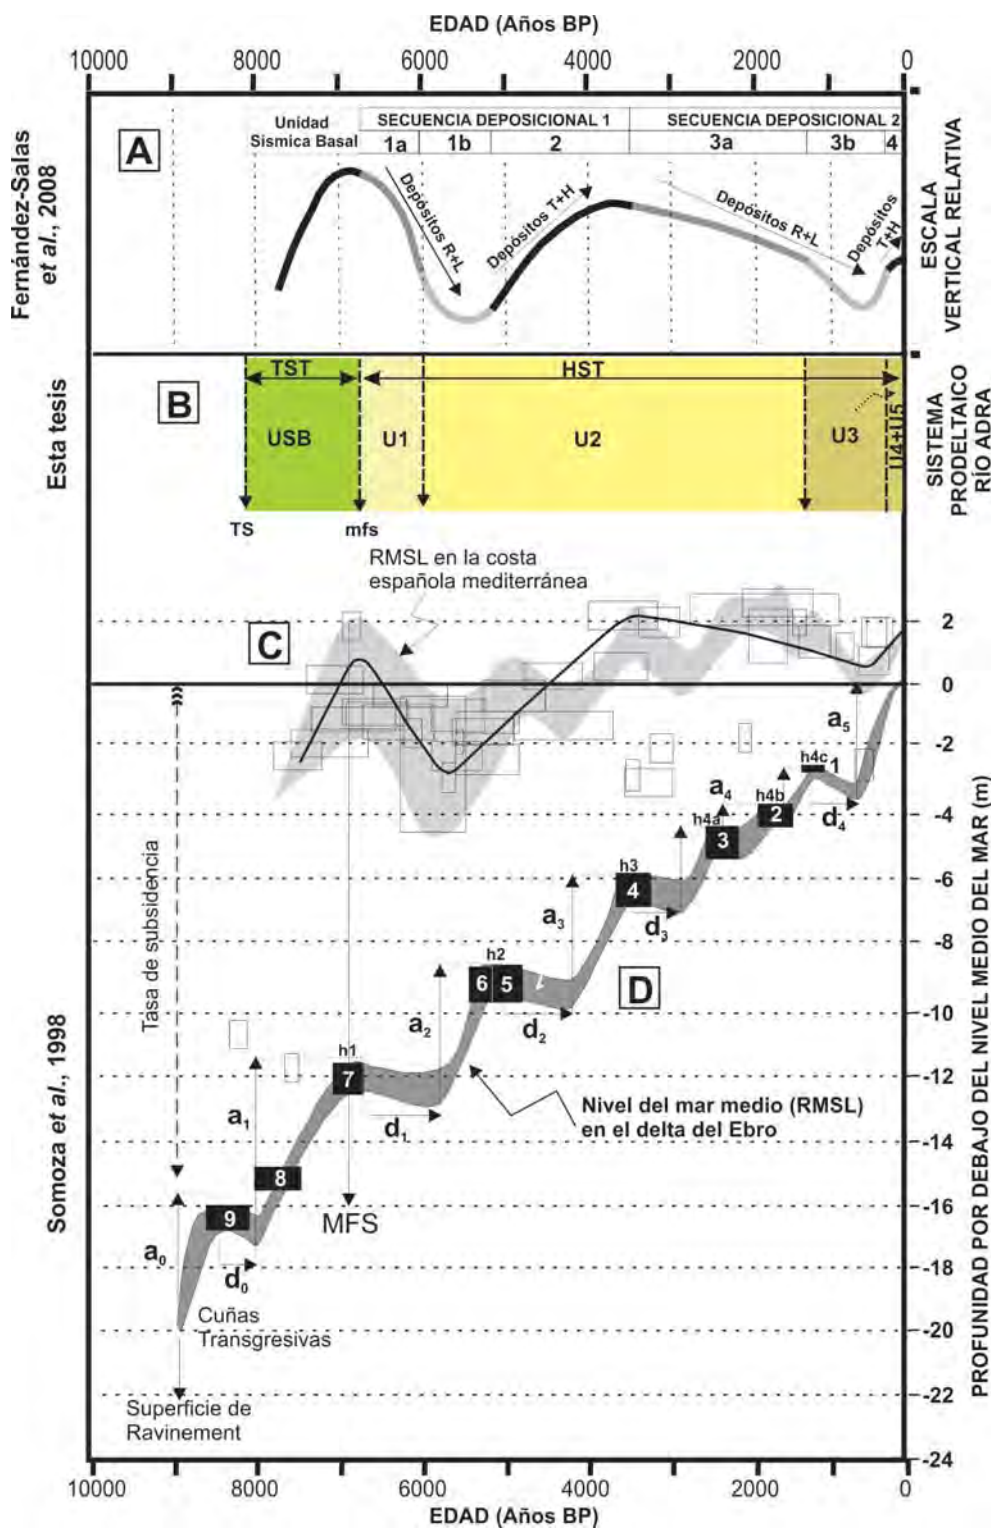 EDAD (Años BP)
10000 8000 6000 4000 2000 0
Fernández-Salas
et al., 2008
A
Unidad
Sísmica Basal
SECUENCIA DEPOSICIONAL 1
SECUENCIA DEPOSICIONAL 2
1a 1b 2 3a 3b 4
Depósitos R+L
Depósitos T+H
Depósitos R+L
Depósitos
T+H
ESCALA
VERTICAL RELATIVA
Esta tesis
B
TST
HST
USB
U1
U2
U3
U4+U5
TS
mfs
SISTEMA
PRODELTAICO
RÍO ADRA
RMSL en la costa
española mediterránea
C
Somoza et al., 1998
Tasa de subsidencia
2
0
-2
-4
-6
-8
-10
-12
-14
-16
-18
-20
-22
-24
PROFUNIDAD POR DEBAJO DEL NIVEL MEDIO DEL MAR (m)
a5
h4c 1
a4
h4b
2
d4
h4a
3
h3
4
a3
d3
h2
6 5
D
a2
d2
h1
7
a1
d1
Nivel del mar medio (RMSL)
en el delta del Ebro
8
9
MFS
a0
d0
Cuñas
Transgresivas
Superficie de
Ravinement
10000 8000 6000 4000 2000 0
EDAD (Años BP)